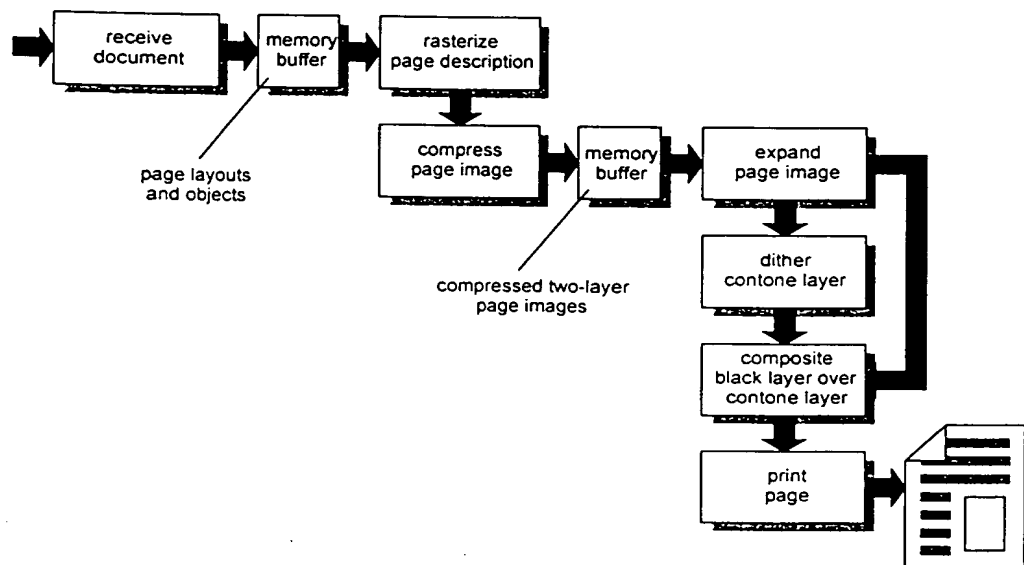 receive
document
memory
buffer
rasterize
page description
page layouts
and objects
compress
page image
memory
buffer
expand
page image
compressed two-layer
page images
dither
contone layer
composite
black layer over
contone layer
print
page